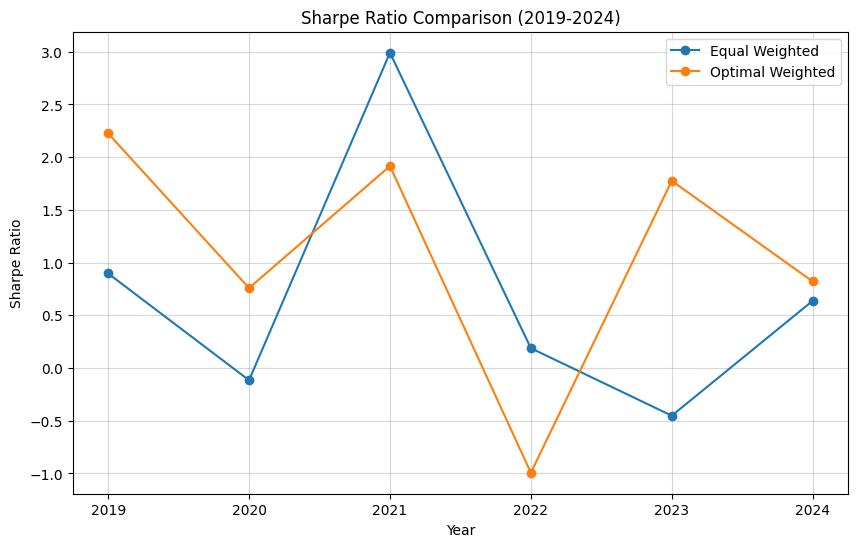 Sharpe Ratio Comparison (2019-2024)
Equal Weighted
Optimal Weighted
Sharpe Ratio
3.0
2.5
2.0
1.5
1.0
0.5
0.0
−0.5
−1.0
2019 2020 2021 2022 2023 2024
Year